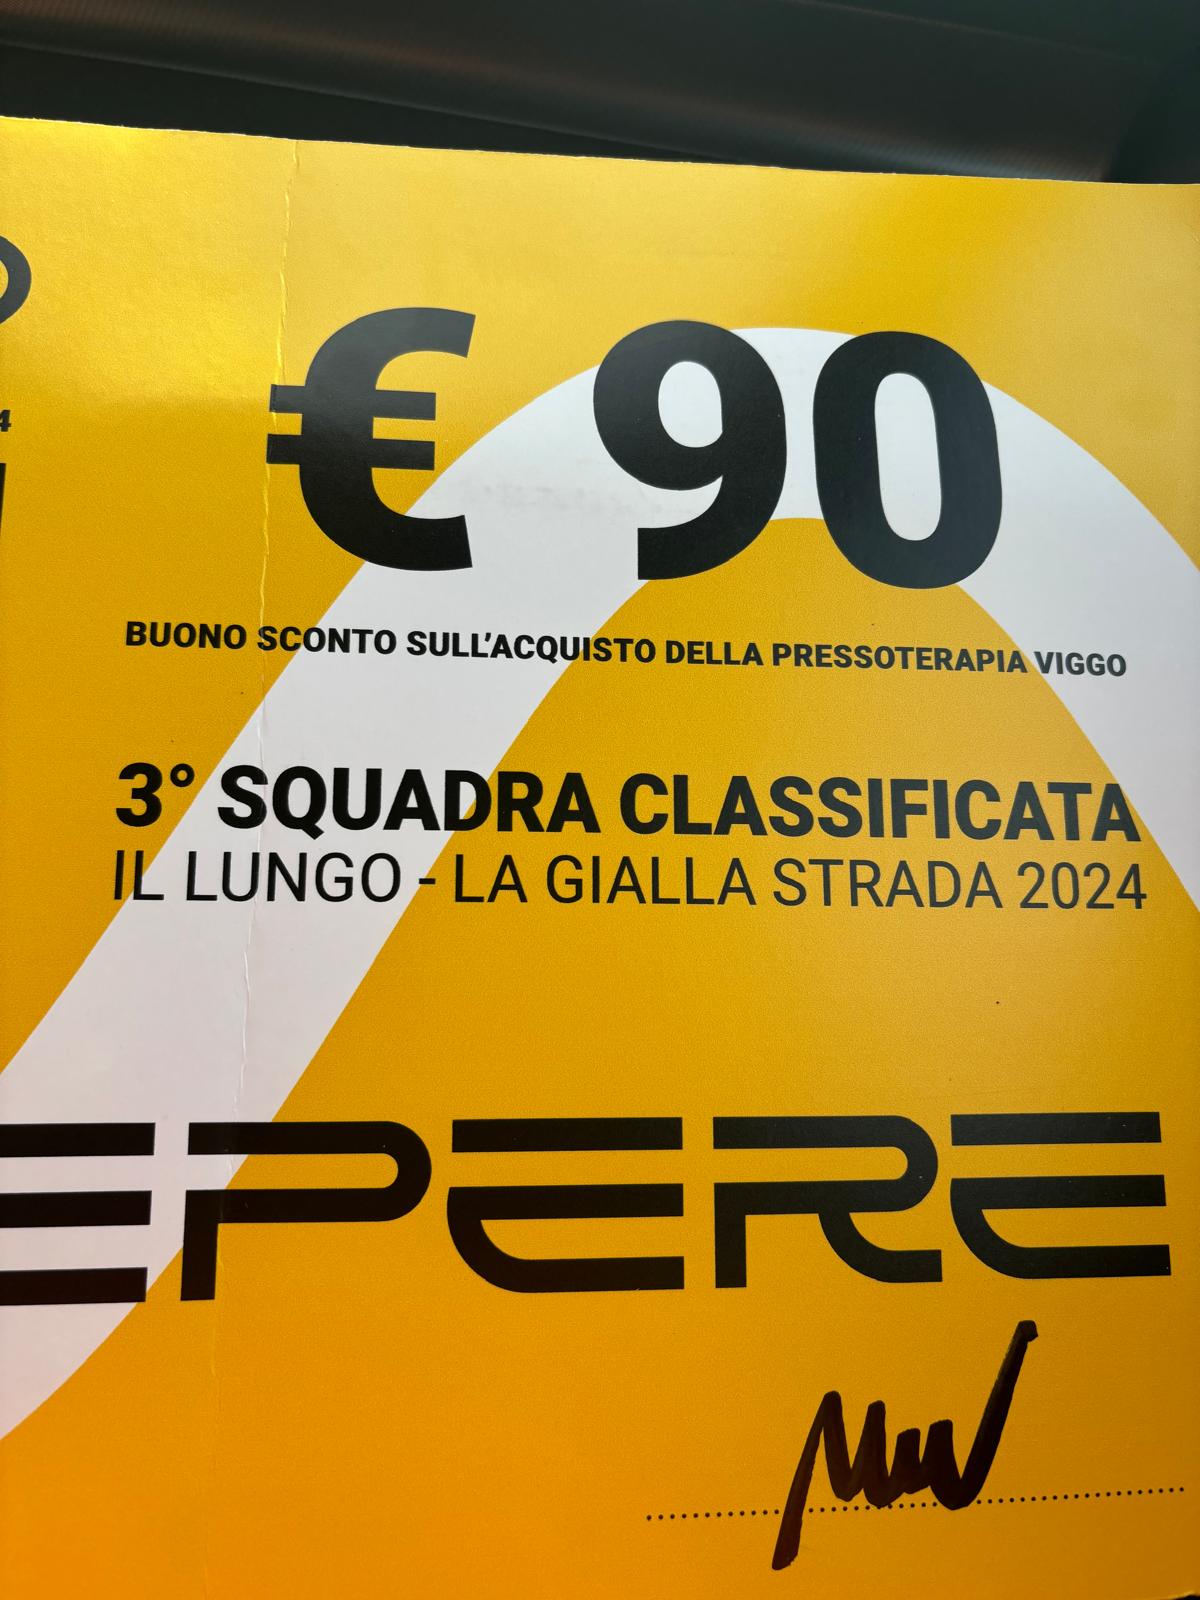 € 90
BUONO SCONTO SULL'ACQUISTO DELLA PRESSOTERAPIA VIGGO
3° SQUADRA CLASSIFICATA
IL LUNGO - LA GIALLA STRADA 2024
EPERE